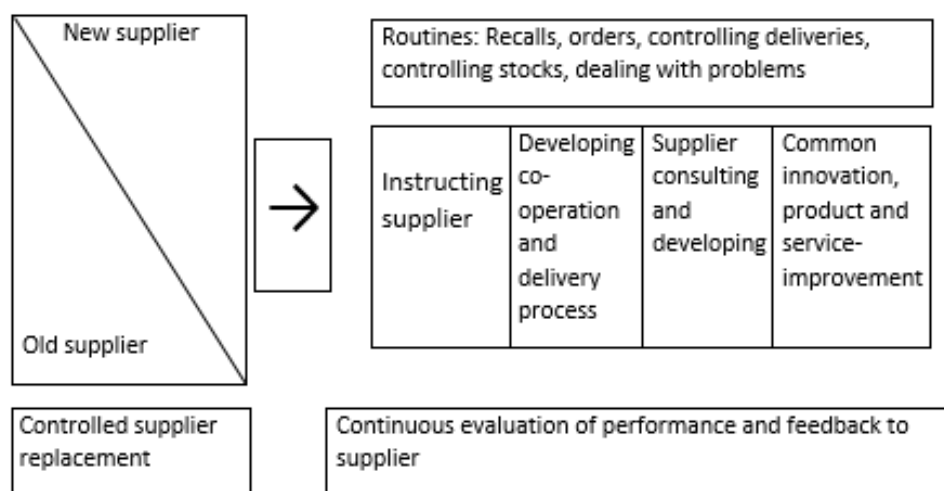 New supplier
Old supplier
Routines: Recalls, orders, controlling deliveries,
controlling stocks, dealing with problems
Instructing
supplier
Developing
co-
operation
and
delivery
process
Supplier
consulting
and
developing
Common
innovation,
product and
service-
improvement
Controlled supplier
replacement
Continuous evaluation of performance and feedback to
supplier